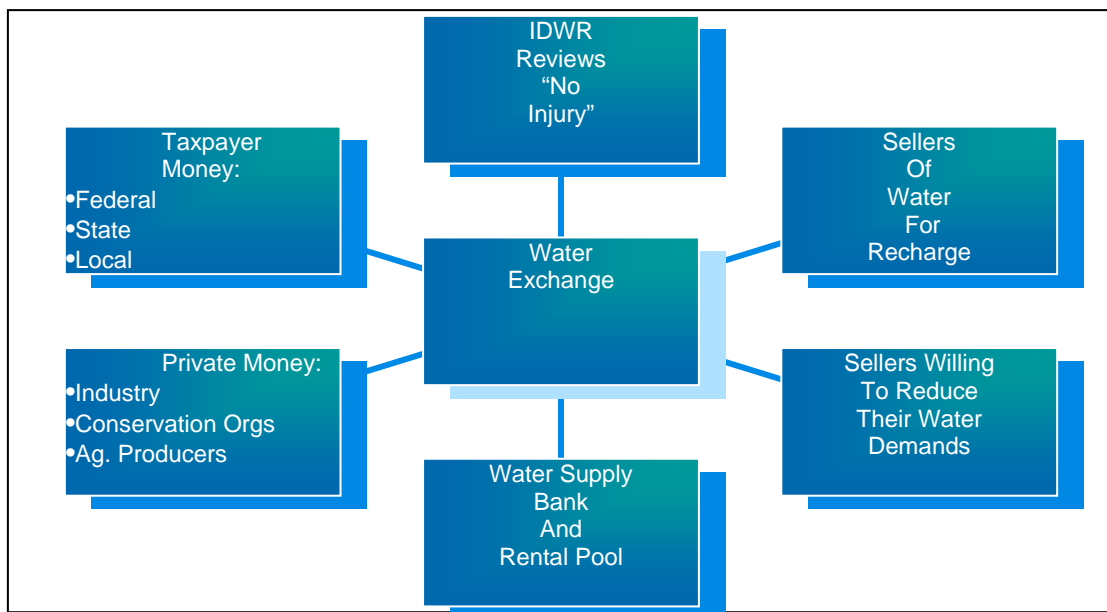 IDWR
Reviews
“No
Injury”
Taxpayer
Money:
•Federal
•State
•Local
Sellers
Of
Water
For
Recharge
Water
Exchange
Private Money:
•Industry
•Conservation Orgs
•Ag. Producers
Sellers Willing
To Reduce
Their Water
Demands
Water Supply
Bank
And
Rental Pool